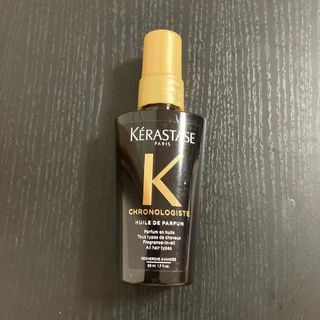 KÉRASTASE
PARIS
K
CHRONOLOGISTE
HUILE DE PARFUM
Parfum en huile
Tous types de cheveux
Fragrance-in-oil
All hair types
RECHERCHE AVANCÉE
50 ml 1.7 fl.oz.